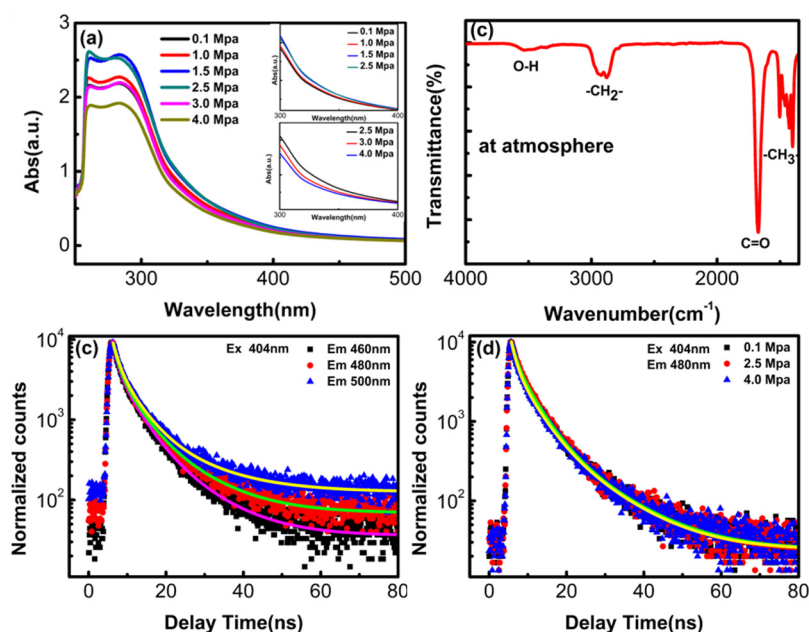 (a)
0.1 Mpa
1.0 Mpa
1.5 Mpa
2.5 Mpa
3.0 Mpa
4.0 Mpa
Abs(a.u.)
3
2
1
0
300
400
500
Wavelength(nm)
0.1 Mpa
1.0 Mpa
1.5 Mpa
2.5 Mpa
Abs(a.u.)
300
400
Wavelength(nm)
2.5 Mpa
3.0 Mpa
4.0 Mpa
Abs(a.u.)
300
400
Wavelength(nm)
(c)
O-H
-CH2-
at atmosphere
-CH3-
C=O
Transmittance(%)
4000
3000
2000
Wavenumber(cm-1)
(c)
Ex 404nm
Em 460nm
Em 480nm
Em 500nm
Normalized counts
10^4
10^3
10^2
0
20
40
60
80
Delay Time(ns)
(d)
Ex 404nm
Em 480nm
0.1 Mpa
2.5 Mpa
4.0 Mpa
Normalized counts
10^4
10^3
10^2
0
20
40
60
80
Delay Time(ns)